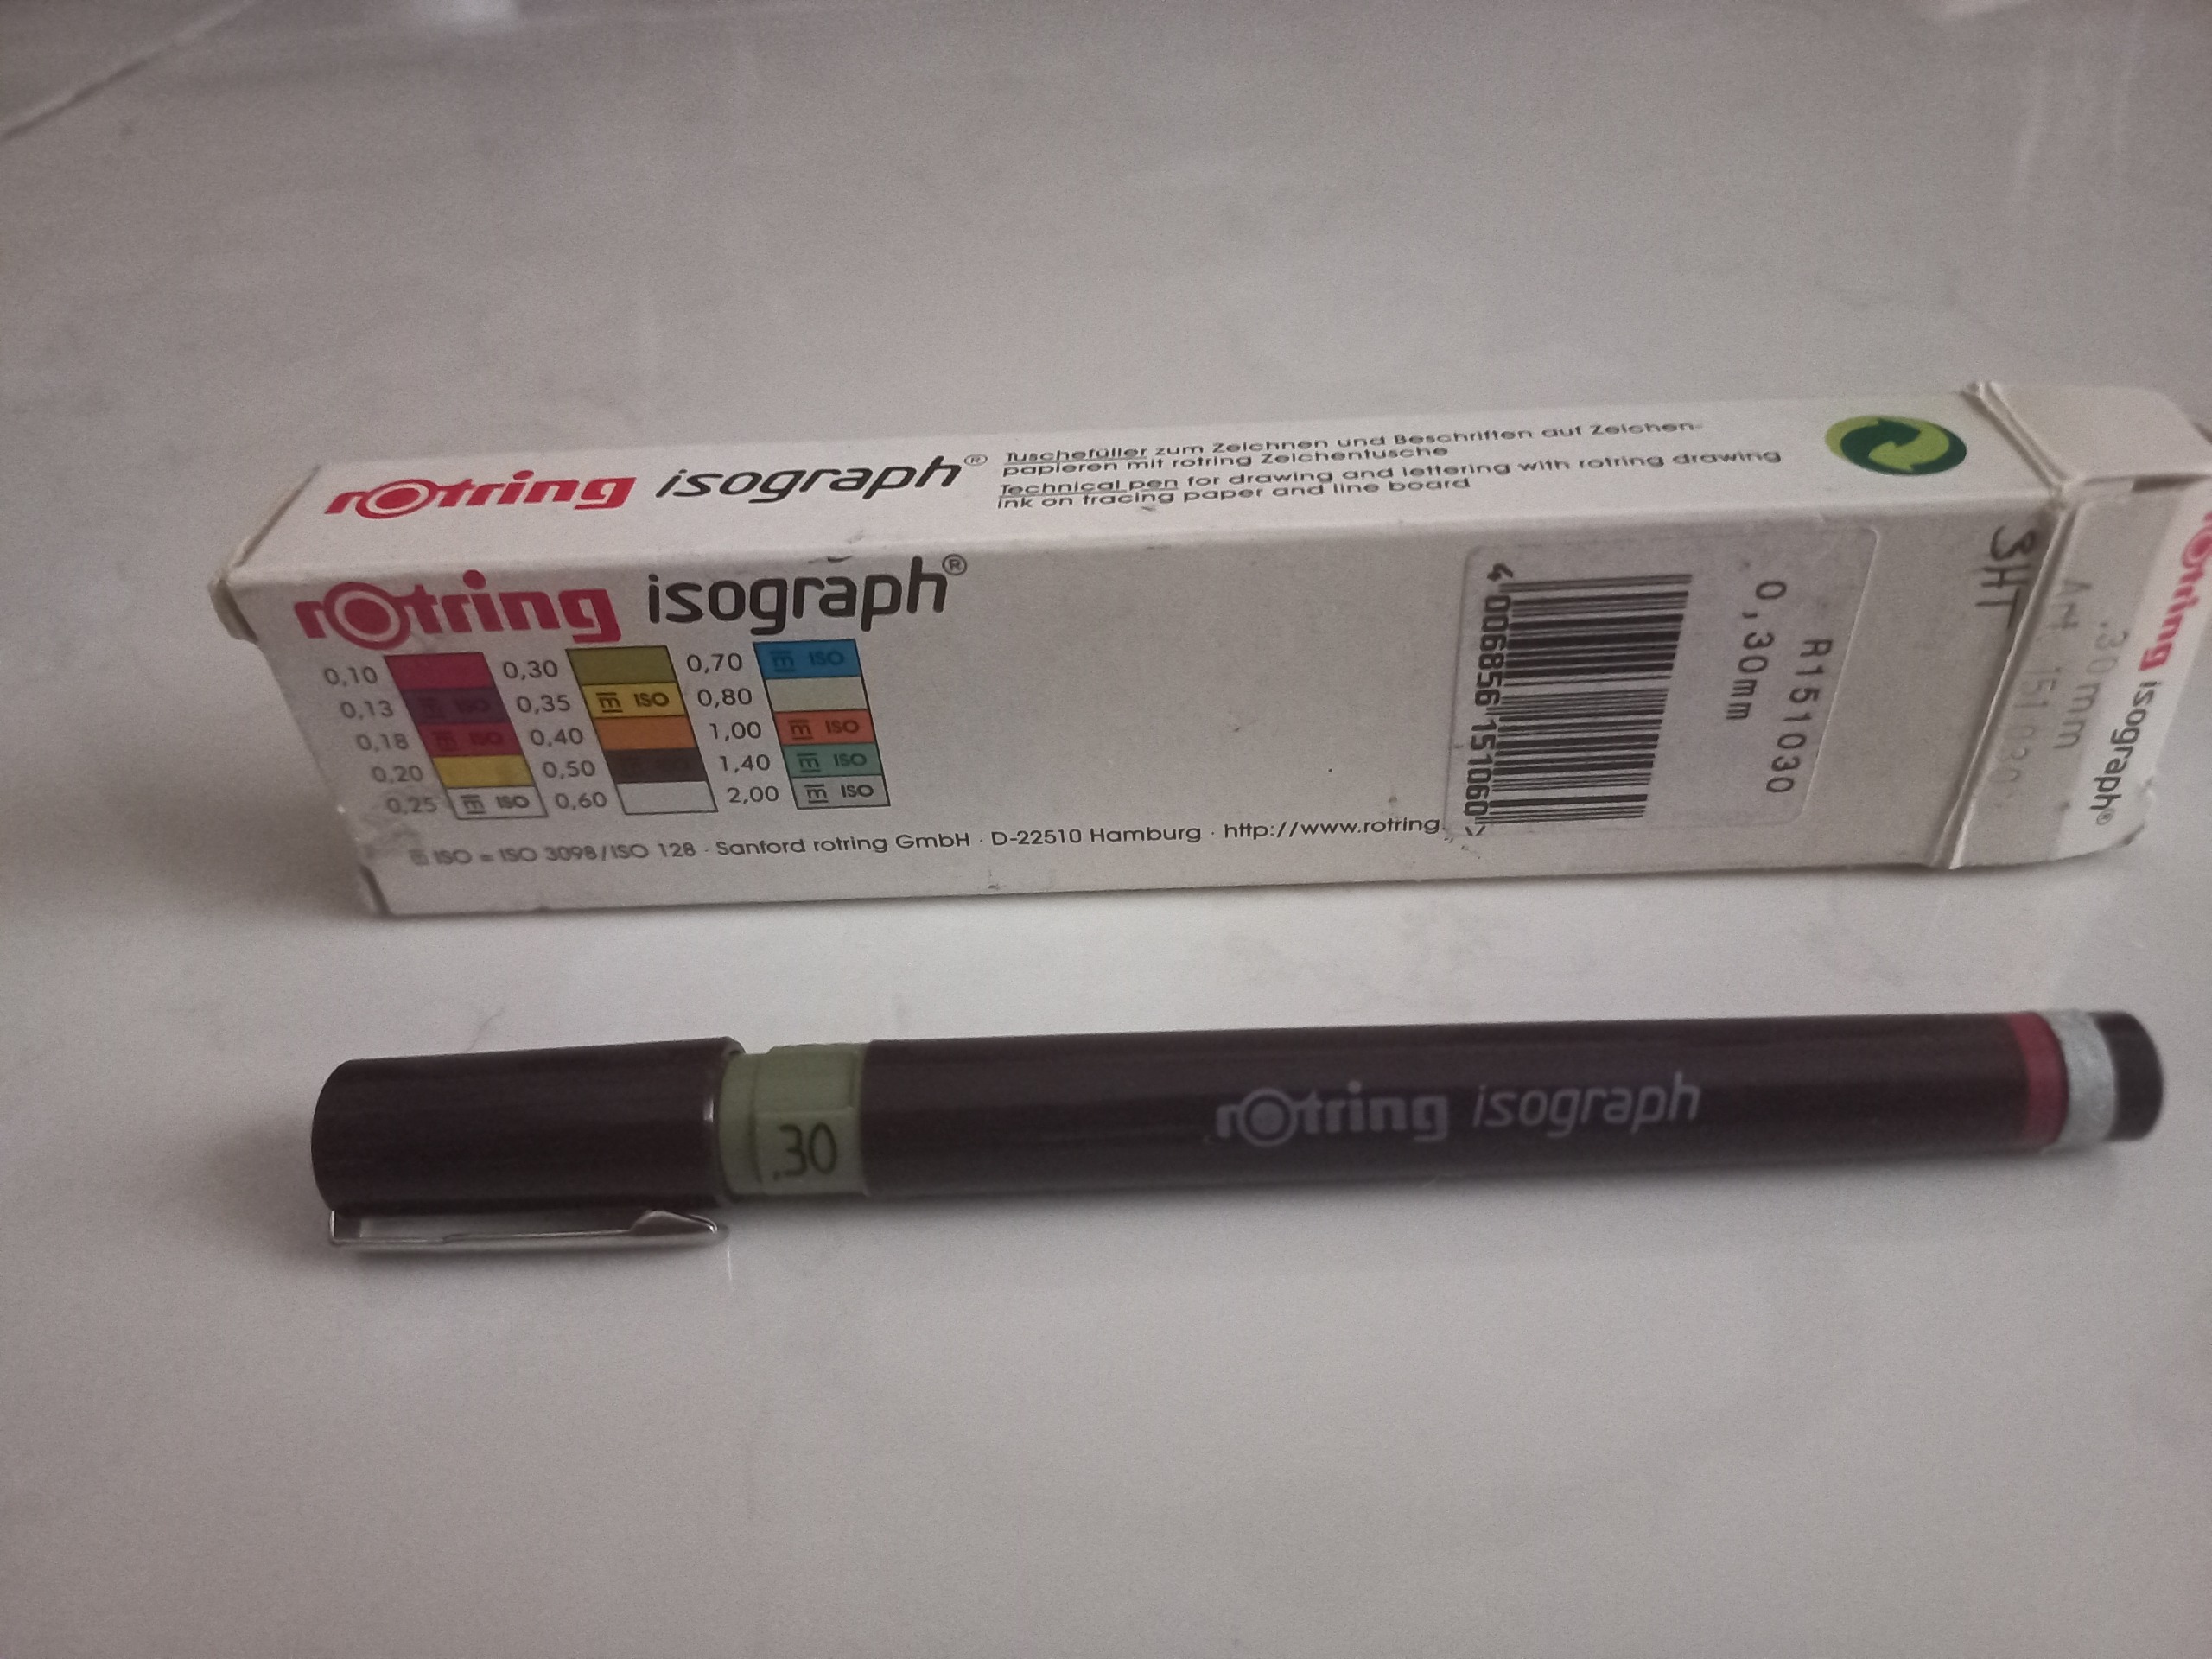 rotring isograph®
Tuschefüller zum Zeichnen und Beschriften auf Zeichen-
papieren mit rotring Zeichentusche
Technical pen for drawing and lettering with rotring drawing
ink on tracing paper and line board
rotring isograph®
0,10 0,30 0,70 m ISO
0,13 m ISO 0,35 m ISO 0,80
0,18 m ISO 0,40 1,00 m ISO
0,20 0,50 1,40 m ISO
0,25 m ISO 0,60 2,00 m ISO
m ISO = ISO 3098/ISO 128 · Sanford rotring GmbH · D-22510 Hamburg · http://www.rotring.
4 006856 151060
0,30mm
R151030
3HT
Art 151030
.30mm
rotring isograph®
.30
rotring isograph